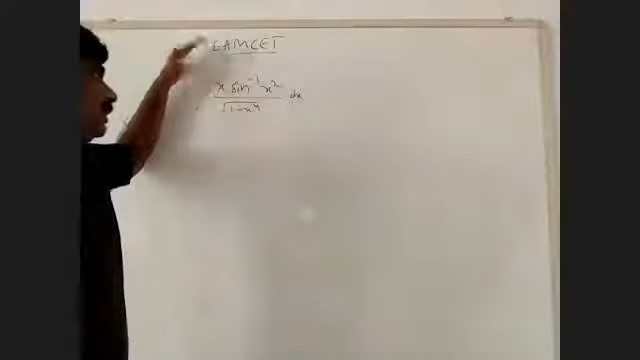 EAMCET
x sin⁻¹ x²
√1-x⁴ dx